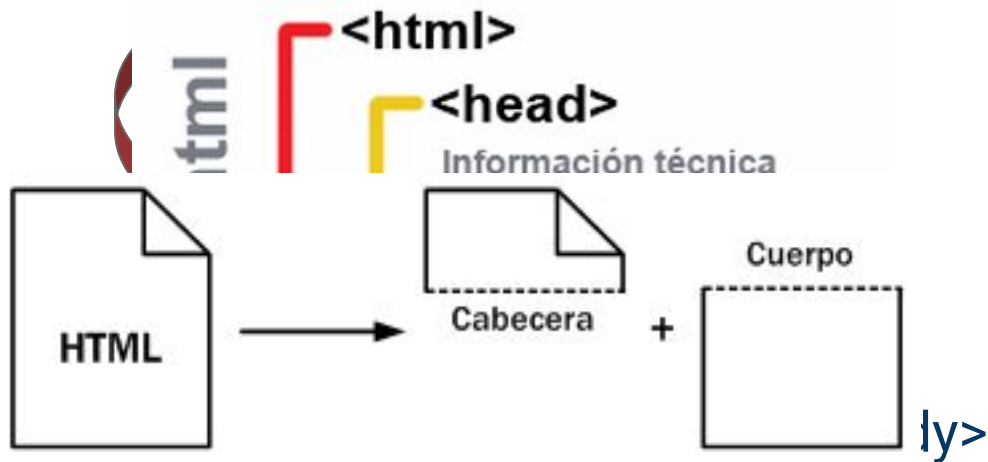 <html>
<head>
Información técnica
Cuerpo
Cabecera
HTML
+